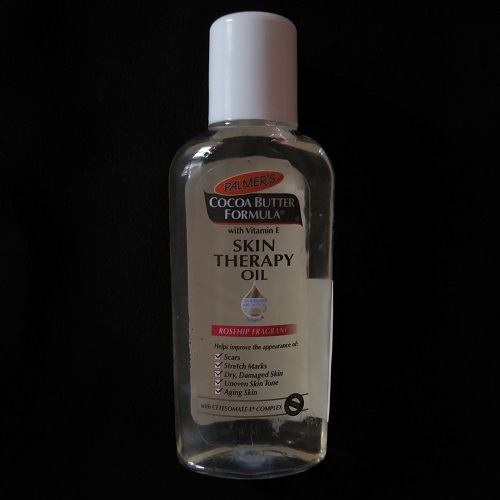 PALMER'S
COCOA BUTTER
FORMULA®
with Vitamin E
SKIN
THERAPY
OIL
ROSEHIP FRAGRANCE
Helps improve the appearance of:
Scars
Stretch Marks
Dry, Damaged Skin
Uneven Skin Tone
Aging Skin
with CETESOMATE-E® COMPLEX